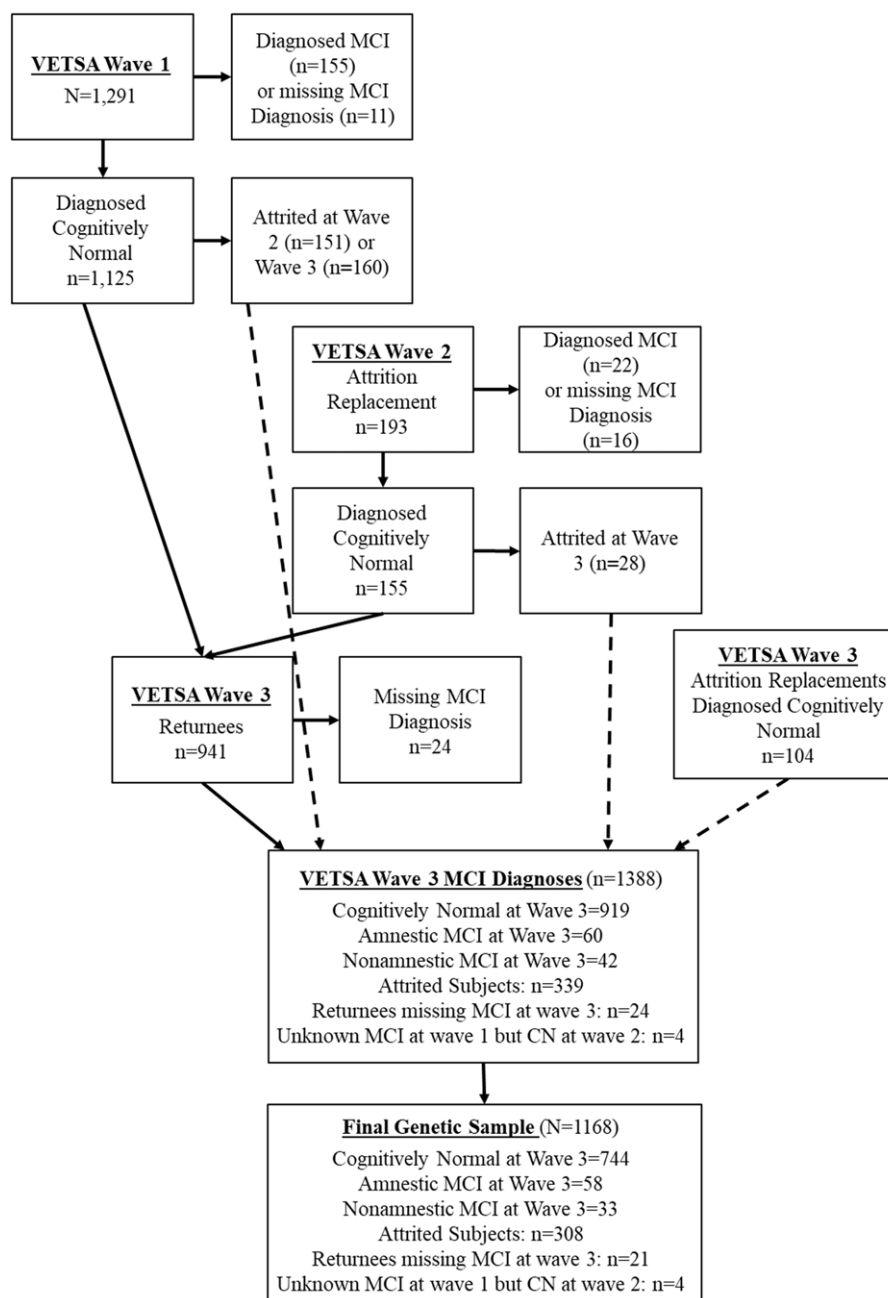 VETSA Wave 1
N=1,291
Diagnosed MCI
(n=155)
or missing MCI
Diagnosis (n=11)
Diagnosed
Cognitively
Normal
n=1,125
Attrited at Wave
2 (n=151) or
Wave 3 (n=160)
VETSA Wave 2
Attrition
Replacement
n=193
Diagnosed MCI
(n=22)
or missing MCI
Diagnosis
(n=16)
Diagnosed
Cognitively
Normal
n=155
Attrited at Wave
3 (n=28)
VETSA Wave 3
Returnees
n=941
Missing MCI
Diagnosis
n=24
VETSA Wave 3
Attrition Replacements
Diagnosed Cognitively
Normal
n=104
VETSA Wave 3 MCI Diagnoses (n=1388)
Cognitively Normal at Wave 3=919
Amnestic MCI at Wave 3=60
Nonamnestic MCI at Wave 3=42
Attrited Subjects: n=339
Returnees missing MCI at wave 3: n=24
Unknown MCI at wave 1 but CN at wave 2: n=4
Final Genetic Sample (N=1168)
Cognitively Normal at Wave 3=744
Amnestic MCI at Wave 3=58
Nonamnestic MCI at Wave 3=33
Attrited Subjects: n=308
Returnees missing MCI at wave 3: n=21
Unknown MCI at wave 1 but CN at wave 2: n=4